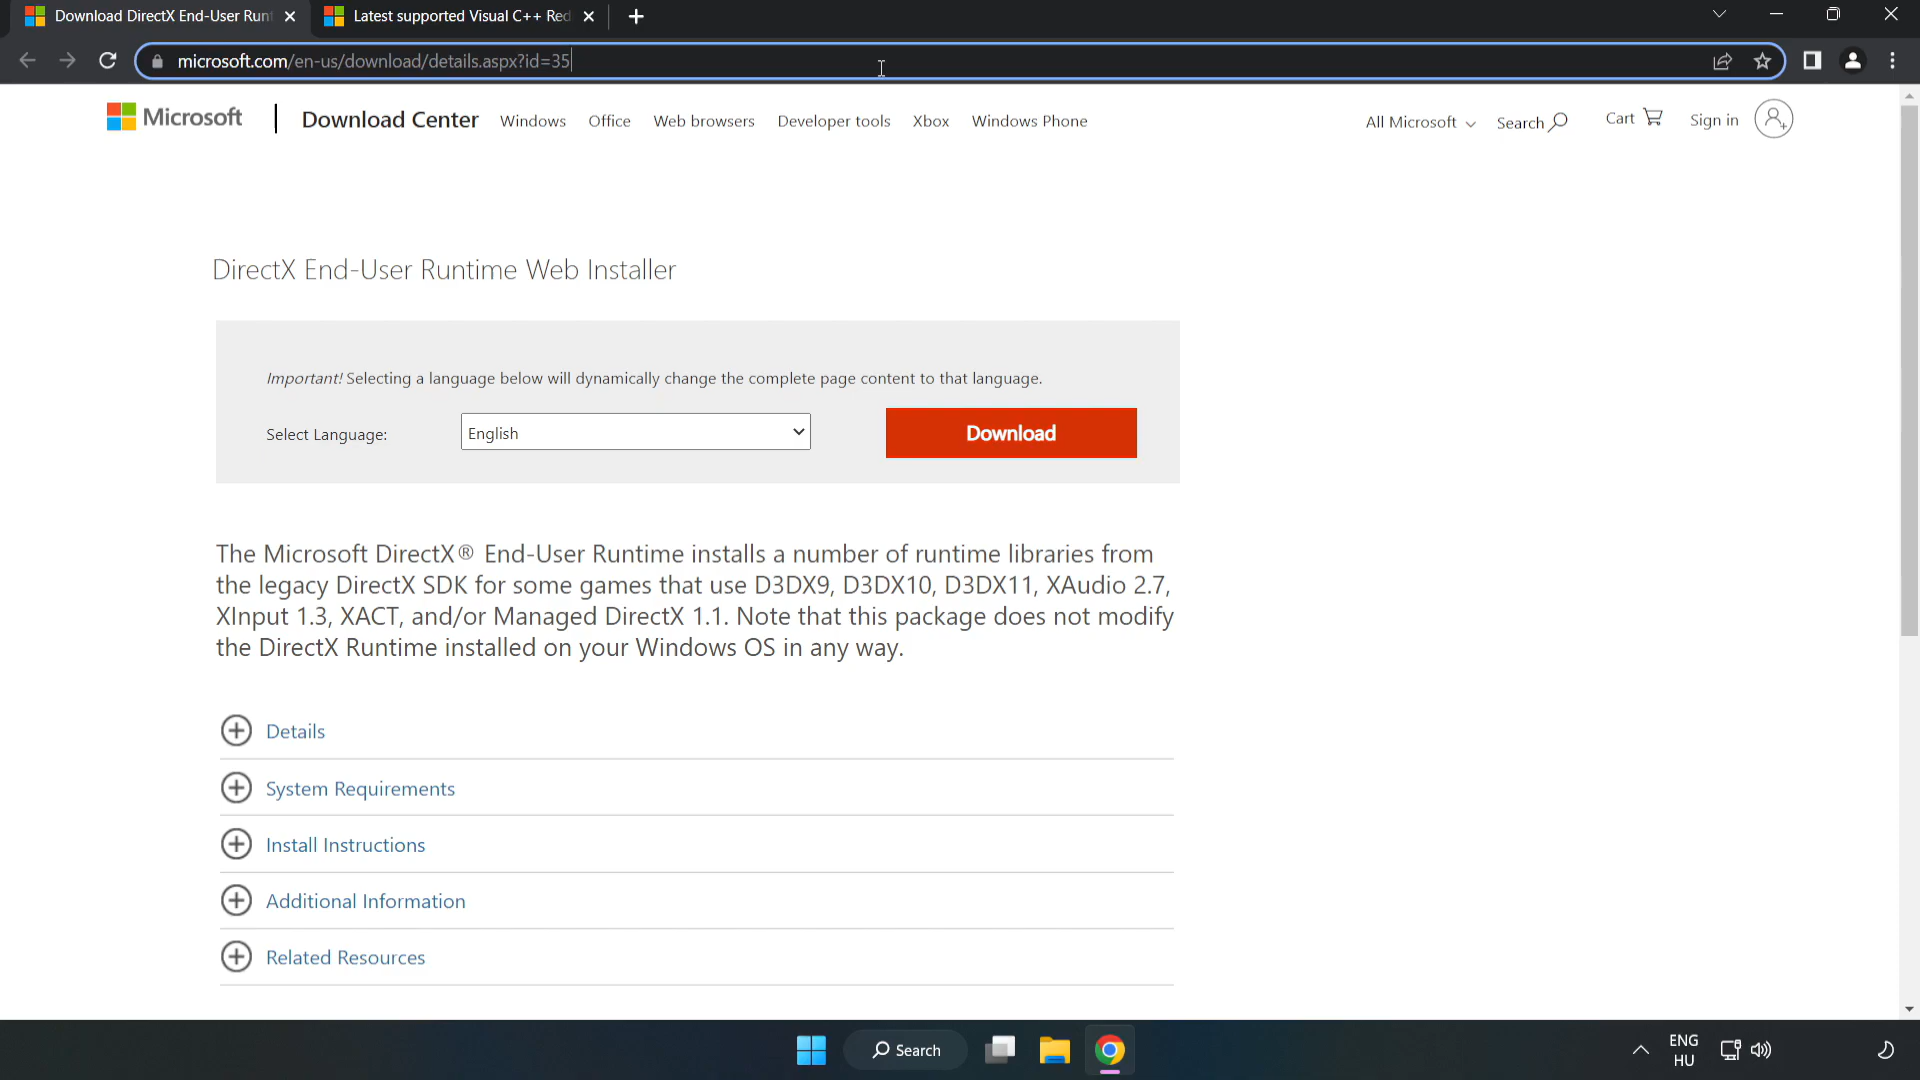 Download DirectX End-User Runt
Latest supported Visual C++ Red
microsoft.com/en-us/download/details.aspx?id=35
Microsoft
Download Center
Windows
Office
Web browsers
Developer tools
Xbox
Windows Phone
All Microsoft
Search
Cart
Sign in
DirectX End-User Runtime Web Installer
Important! Selecting a language below will dynamically change the complete page content to that language.
Select Language:
English
Download
The Microsoft DirectX® End-User Runtime installs a number of runtime libraries from
the legacy DirectX SDK for some games that use D3DX9, D3DX10, D3DX11, XAudio 2.7,
XInput 1.3, XACT, and/or Managed DirectX 1.1. Note that this package does not modify
the DirectX Runtime installed on your Windows OS in any way.
Details
System Requirements
Install Instructions
Additional Information
Related Resources
Search
ENG
HU